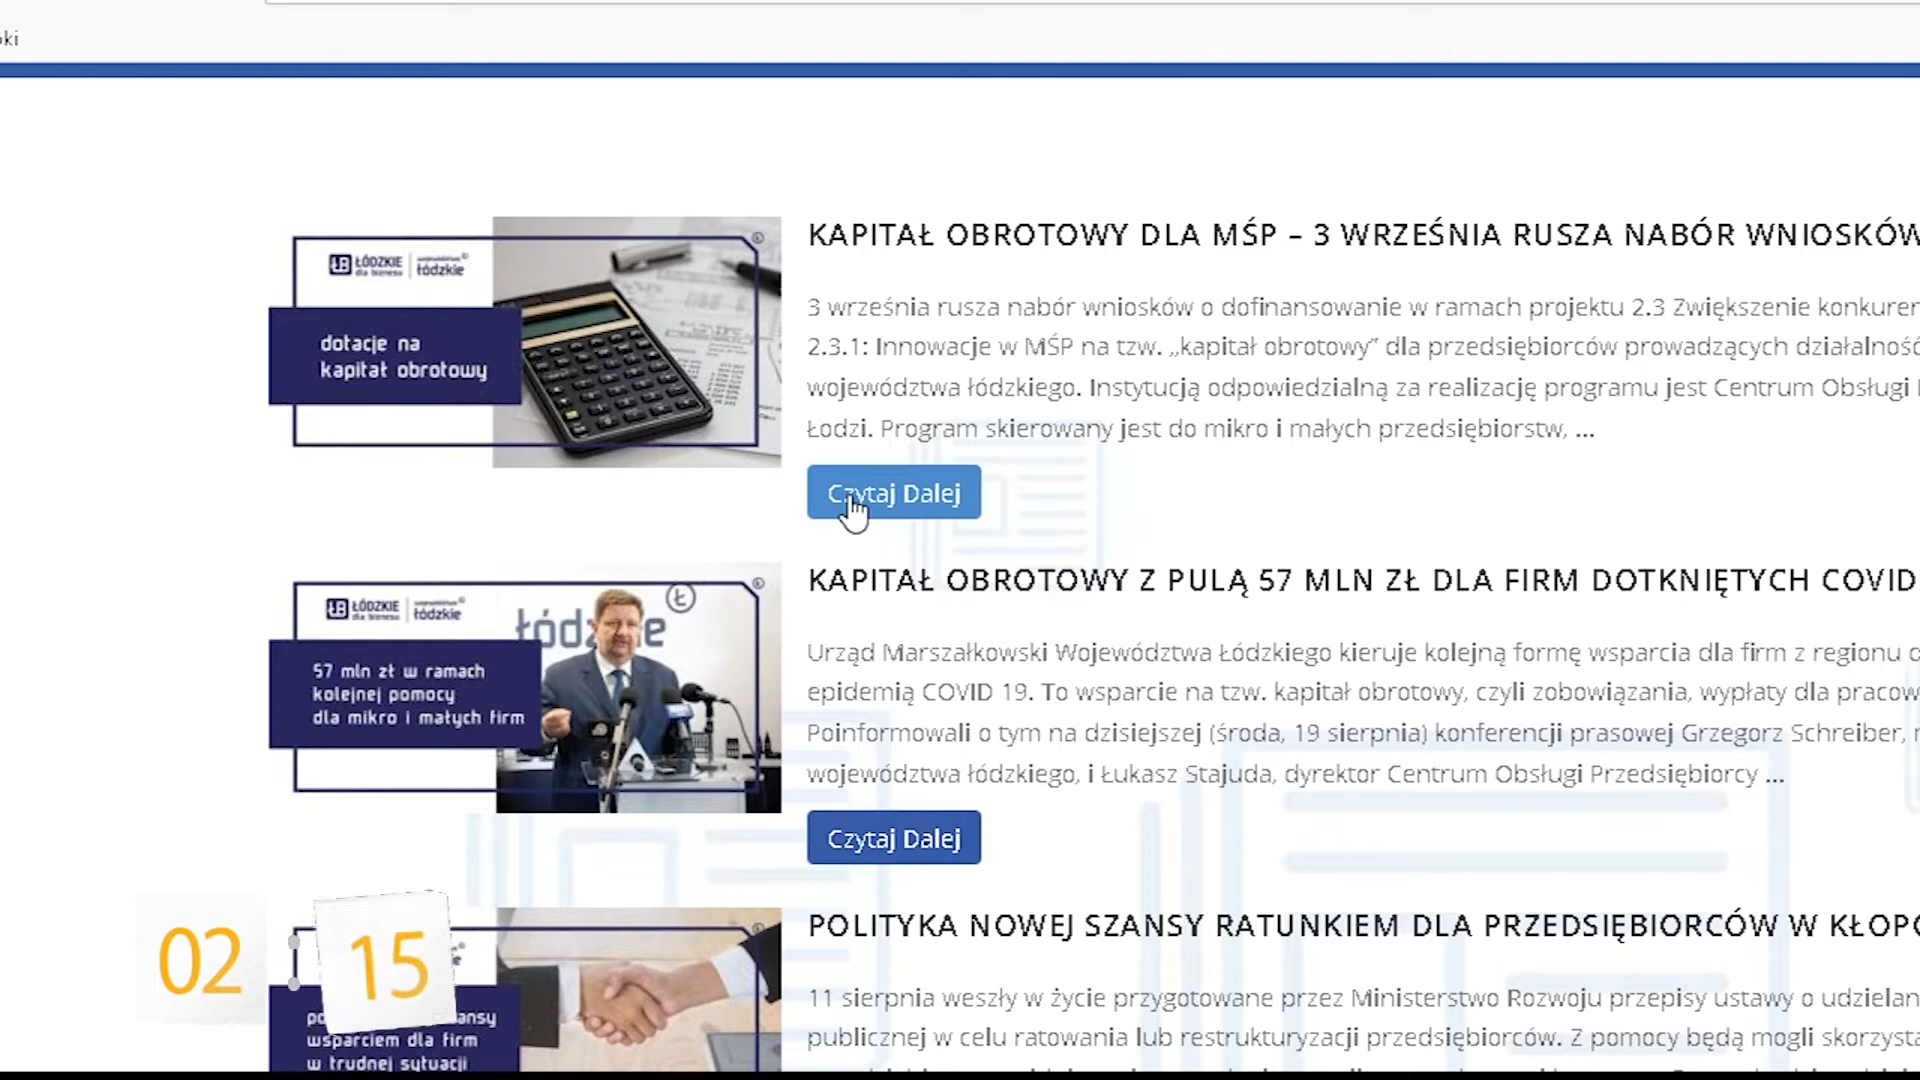 KAPITAŁ OBROTOWY DLA MŚP – 3 WRZEŚNIA RUSZA NABÓR WNIOSKÓW
ŁÓDZKIE
dla biznesu
województwo
łódzkie
dotacje na
kapitał obrotowy
3 września rusza nabór wniosków o dofinansowanie w ramach projektu 2.3 Zwiększenie
2.3.1: Innowacje w MŚP na tzw. „kapitał obrotowy” dla przedsiębiorców prowadzących działalność
województwa łódzkiego. Instytucją odpowiedzialną za realizację programu jest Centrum Obsługi
Łodzi. Program skierowany jest do mikro i małych przedsiębiorstw, ...
Czytaj Dalej
KAPITAŁ OBROTOWY Z PULĄ 57 MLN ZŁ DLA FIRM DOTKNIĘTYCH COVID
ŁÓDZKIE
dla biznesu
województwo
łódzkie
57 mln zł w ramach
kolejnej pomocy
dla mikro i małych firm
Urząd Marszałkowski Województwa Łódzkiego kieruje kolejną formę wsparcia dla firm z regionu
epidemią COVID 19. To wsparcie na tzw. kapitał obrotowy, czyli zobowiązania, wypłaty dla
Poinformowali o tym na dzisiejszej (środa, 19 sierpnia) konferencji prasowej Grzegorz Schreiber,
województwa łódzkiego, i Łukasz Stajuda, dyrektor Centrum Obsługi Przedsiębiorcy ...
Czytaj Dalej
POLITYKA NOWEJ SZANSY RATUNKIEM DLA PRZEDSIĘBIORCÓW W
02 15
wsparciem dla firm
w trudnej sytuacji
11 sierpnia weszły w życie przygotowane przez Ministerstwo Rozwoju przepisy ustawy o
publicznej w celu ratowania lub restrukturyzacji przedsiębiorców. Z pomocy będą mogli